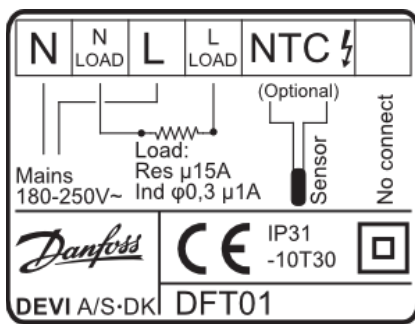 N N LOAD L L LOAD NTC
(Optional)
Load:
Res µ15A
Ind φ0,3 µ1A
Mains
180-250V~
Sensor
No connect
Danfoss
CE
IP31
-10T30
DEVI A/S·DK
DFT01